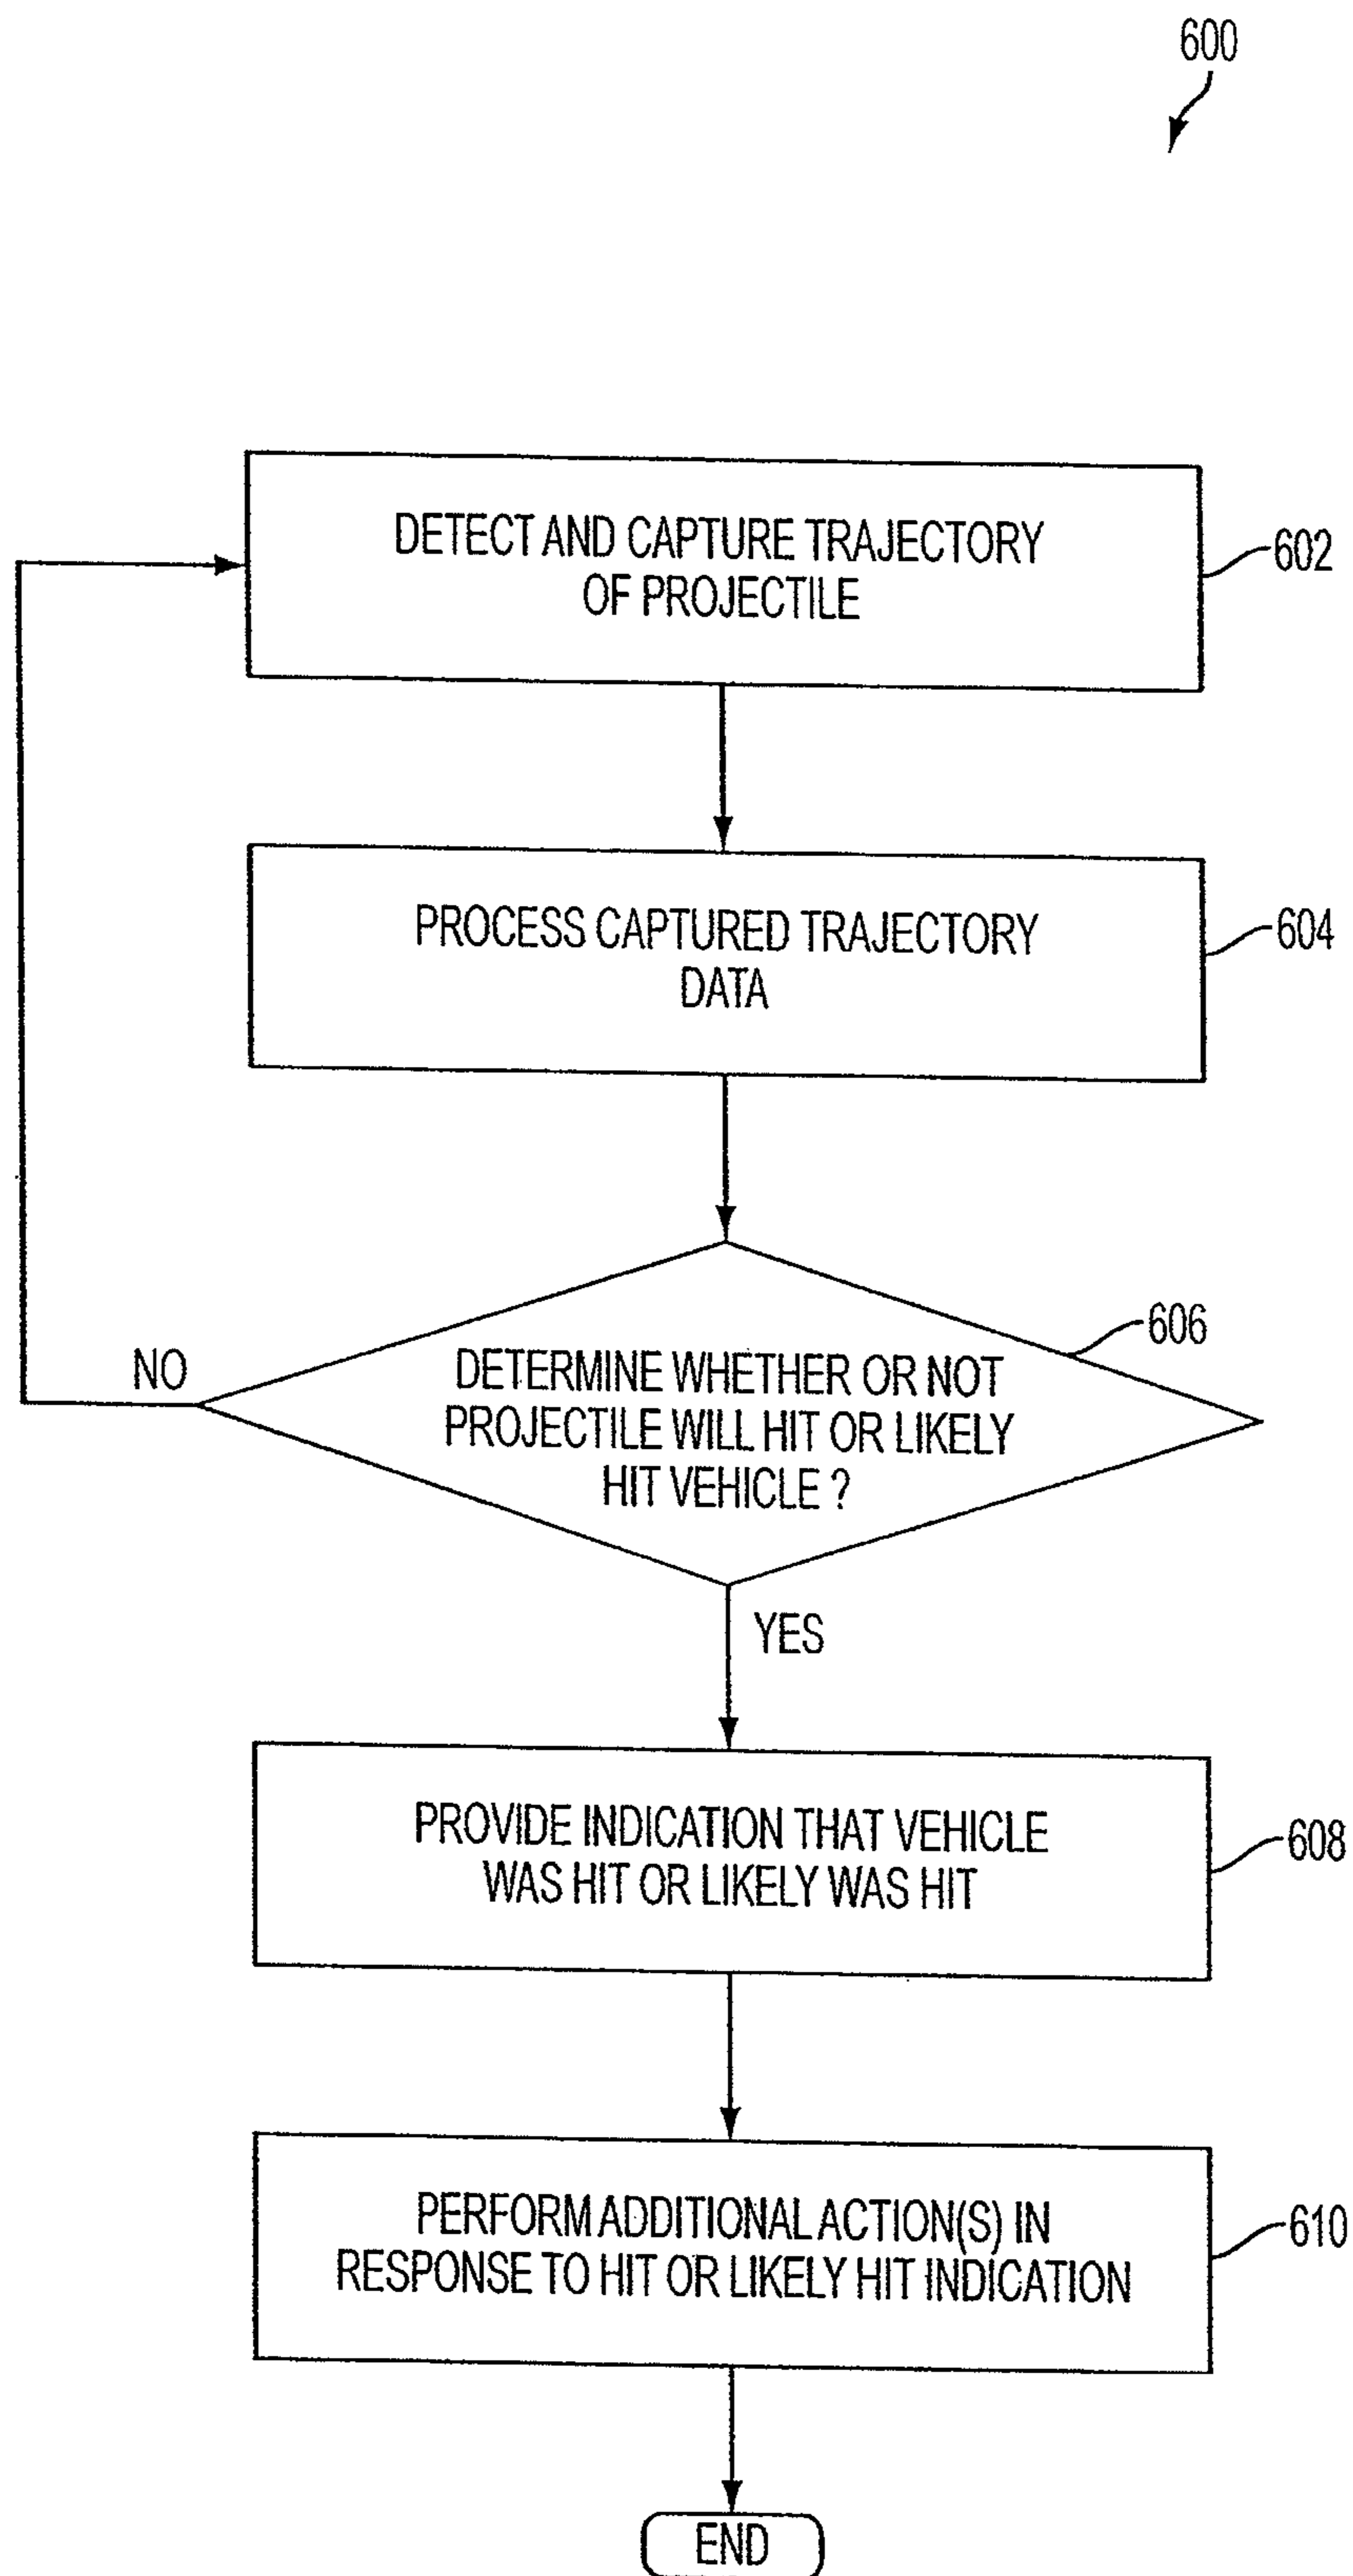 600
DETECT AND CAPTURE TRAJECTORY
OF PROJECTILE
602
PROCESS CAPTURED TRAJECTORY
DATA
604
606
NO
DETERMINE WHETHER OR NOT
PROJECTILE WILL HIT OR LIKELY
HIT VEHICLE ?
YES
PROVIDE INDICATION THAT VEHICLE
WAS HIT OR LIKELY WAS HIT
608
PERFORM ADDITIONAL ACTION(S) IN
RESPONSE TO HIT OR LIKELY HIT INDICATION
610
END